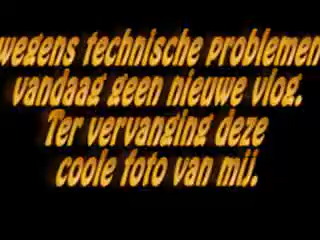 wegens technische problemen
vandaag geen nieuwe vlog.
Ter vervanging deze
coole foto van mij.